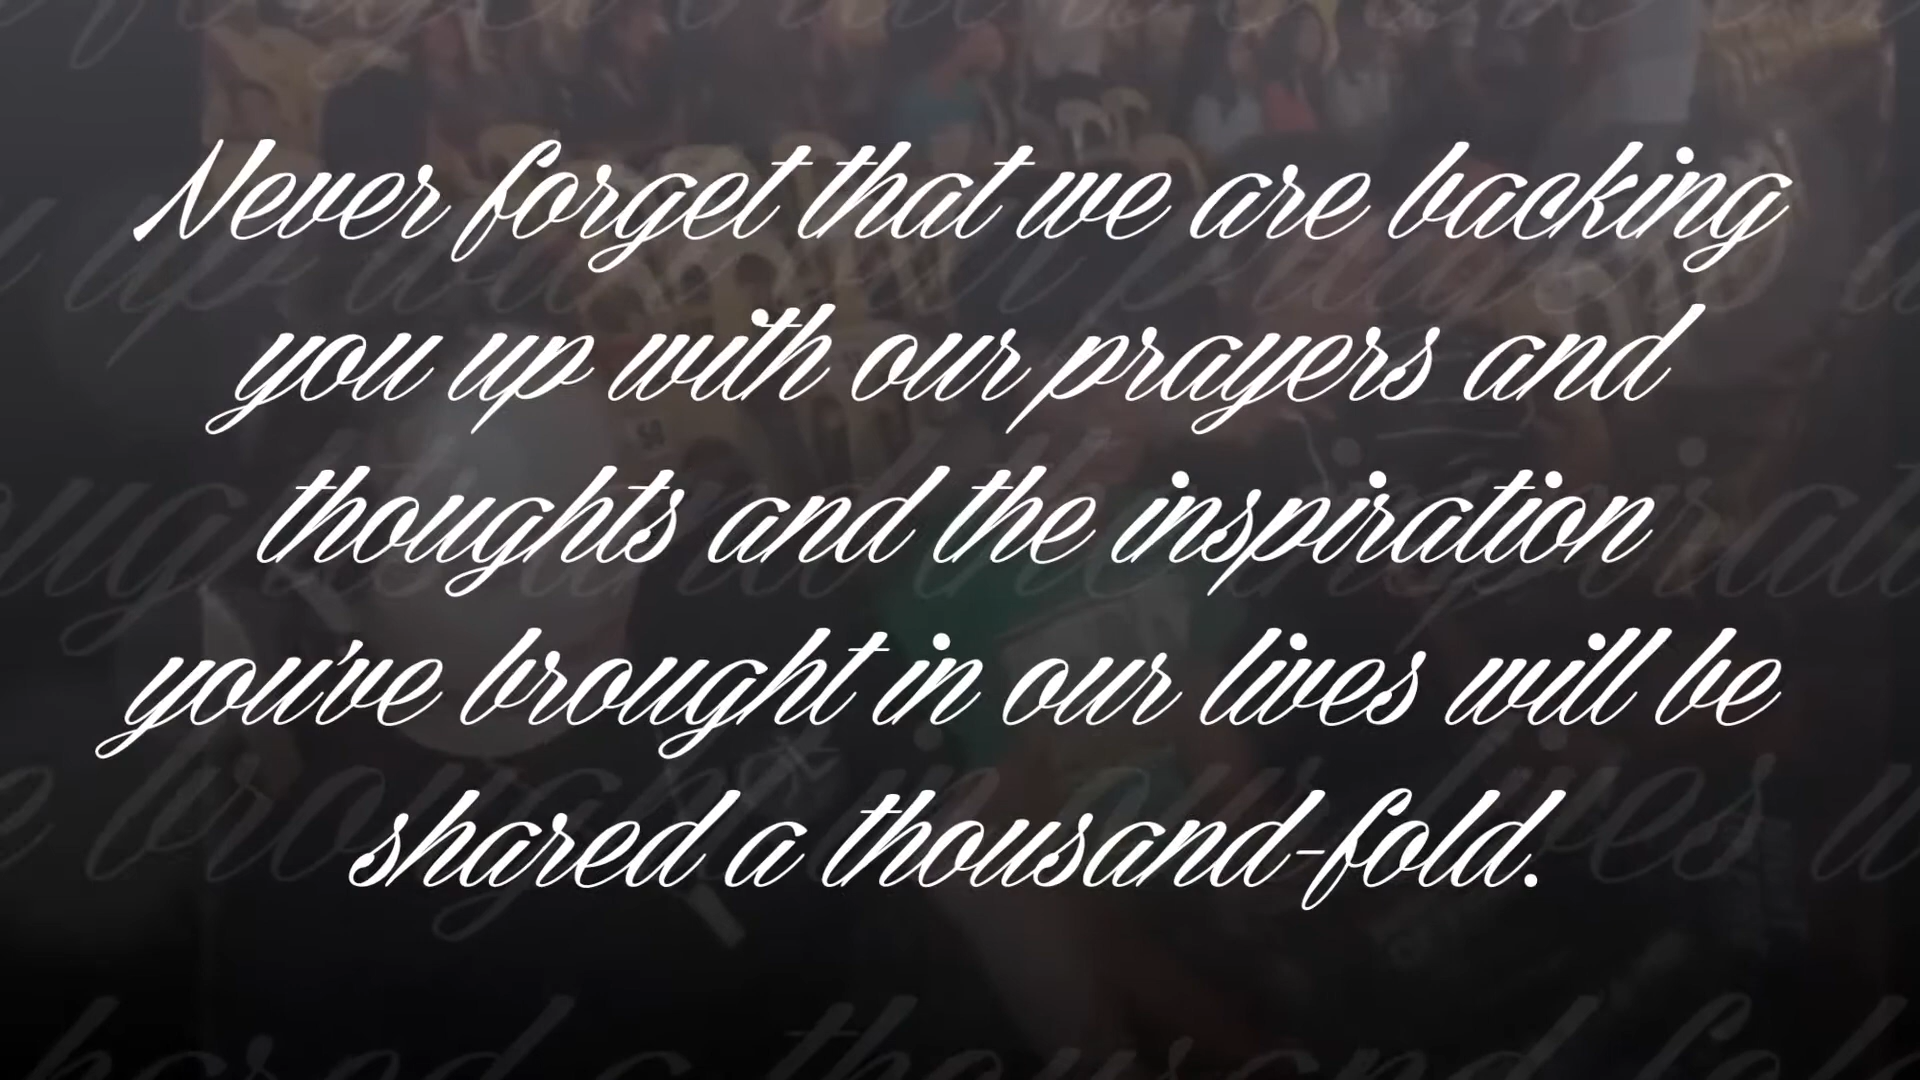 Never forget that we are backing
you up with our prayers and
thoughts and the inspiration
you've brought in our lives will be
shared a thousand-fold.